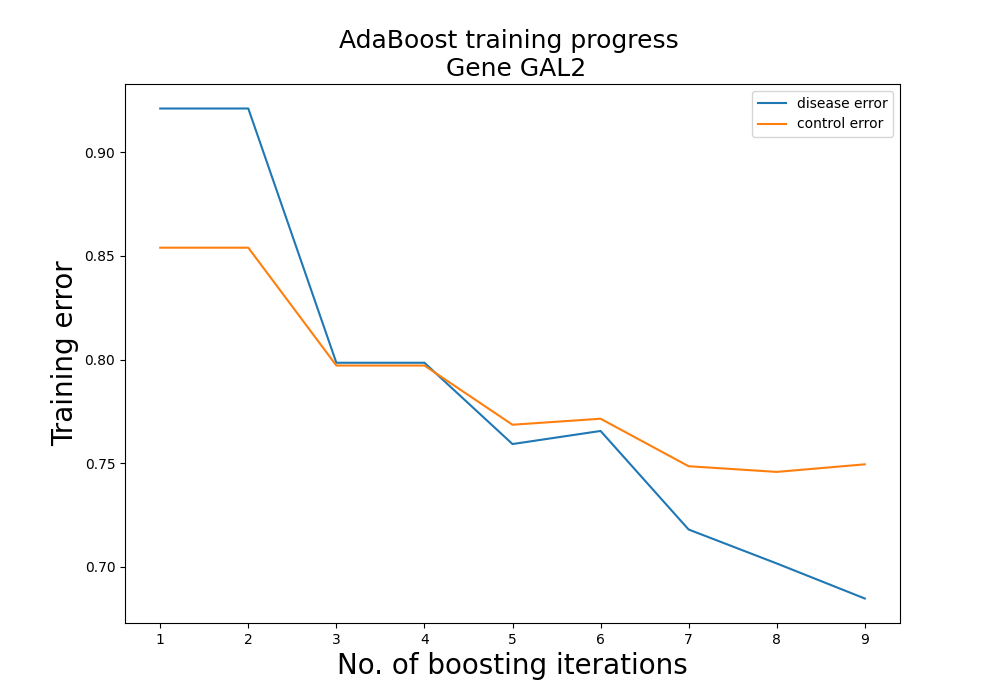 AdaBoost training progress
Gene GAL2
disease error
control error
Training error
0.90
0.85
0.80
0.75
0.70
1 2 3 4 5 6 7 8 9
No. of boosting iterations